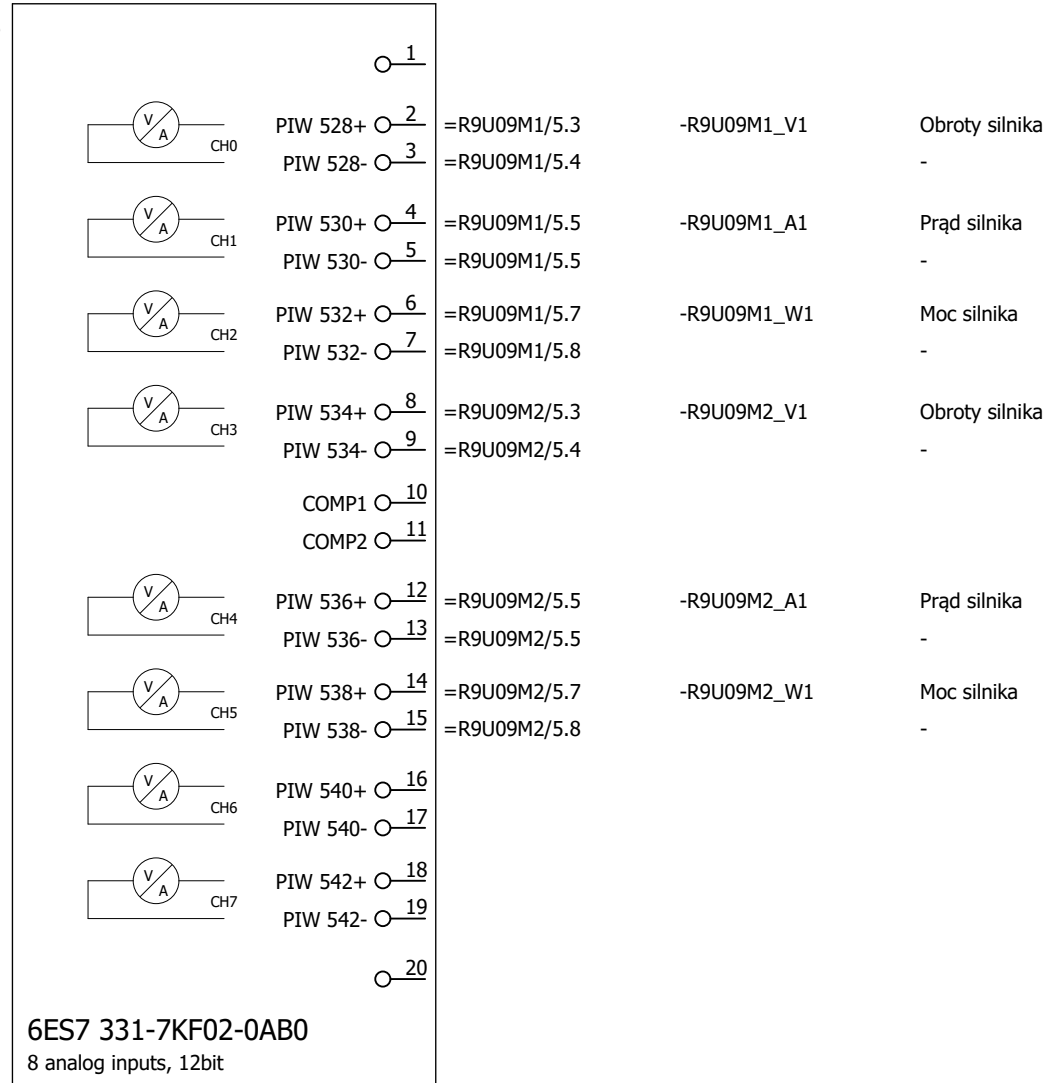 1
V A CH0 PIW 528+ 2 =R9U09M1/5.3 -R9U09M1_V1 Obroty silnika
PIW 528- 3 =R9U09M1/5.4 -
V A CH1 PIW 530+ 4 =R9U09M1/5.5 -R9U09M1_A1 Prąd silnika
PIW 530- 5 =R9U09M1/5.5 -
V A CH2 PIW 532+ 6 =R9U09M1/5.7 -R9U09M1_W1 Moc silnika
PIW 532- 7 =R9U09M1/5.8 -
V A CH3 PIW 534+ 8 =R9U09M2/5.3 -R9U09M2_V1 Obroty silnika
PIW 534- 9 =R9U09M2/5.4 -
COMP1 10
COMP2 11
V A CH4 PIW 536+ 12 =R9U09M2/5.5 -R9U09M2_A1 Prąd silnika
PIW 536- 13 =R9U09M2/5.5 -
V A CH5 PIW 538+ 14 =R9U09M2/5.7 -R9U09M2_W1 Moc silnika
PIW 538- 15 =R9U09M2/5.8 -
V A CH6 PIW 540+ 16
PIW 540- 17
V A CH7 PIW 542+ 18
PIW 542- 19
20
6ES7 331-7KF02-0AB0
8 analog inputs, 12bit